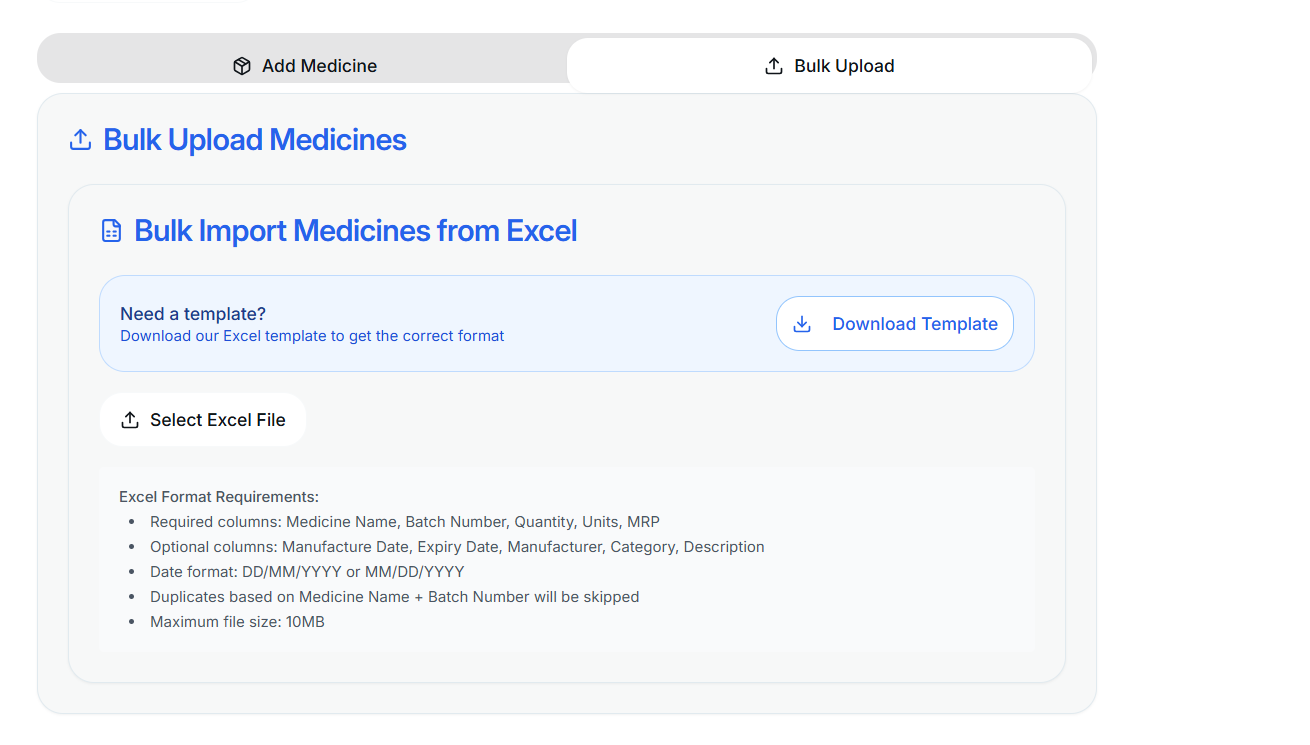 Add Medicine
Bulk Upload
Bulk Upload Medicines
Bulk Import Medicines from Excel
Need a template?
Download our Excel template to get the correct format
Download Template
Select Excel File
Excel Format Requirements:
• Required columns: Medicine Name, Batch Number, Quantity, Units, MRP
• Optional columns: Manufacture Date, Expiry Date, Manufacturer, Category, Description
• Date format: DD/MM/YYYY or MM/DD/YYYY
• Duplicates based on Medicine Name + Batch Number will be skipped
• Maximum file size: 10MB